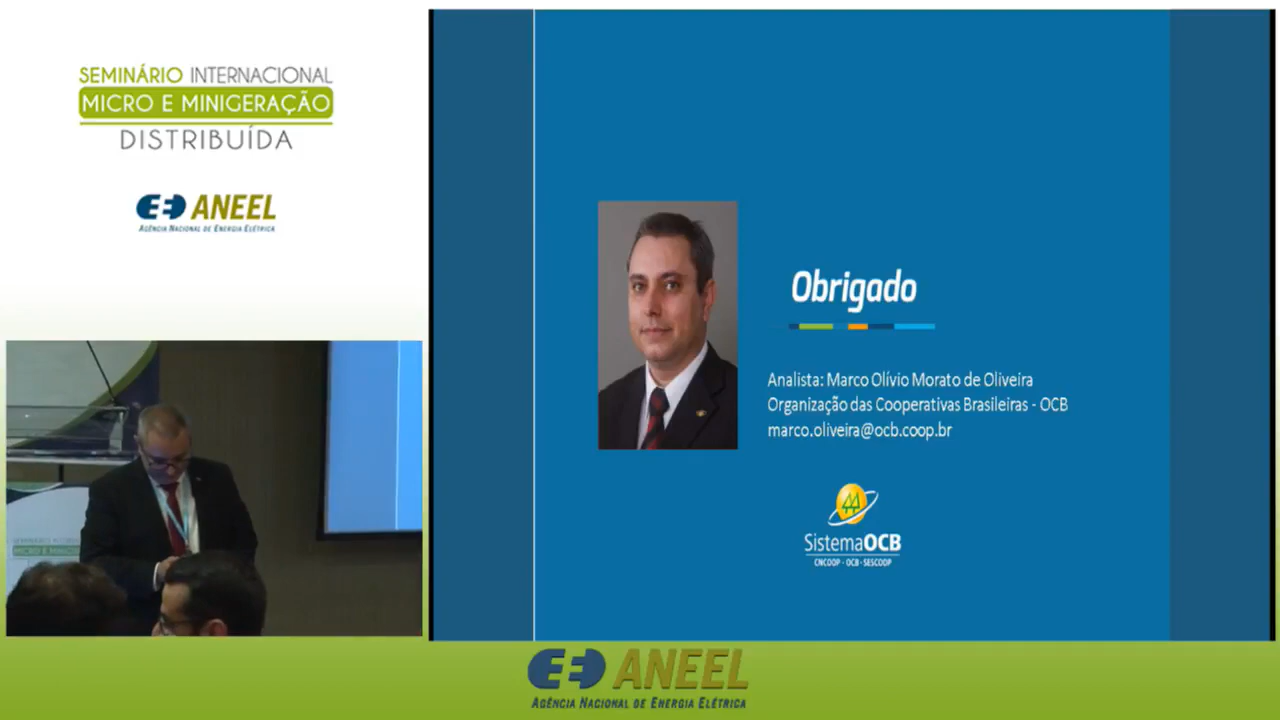 SEMINÁRIO INTERNACIONAL
MICRO E MINIGERAÇÃO
DISTRIBUÍDA
ANEEL
AGÊNCIA NACIONAL DE ENERGIA ELÉTRICA
Obrigado
Analista: Marco Olívio Morato de Oliveira
Organização das Cooperativas Brasileiras - OCB
marco.oliveira@ocb.coop.br
SistemaOCB
CNCOOP - OCB - SESCOOP
MICRO E MINI
ANEEL
AGÊNCIA NACIONAL DE ENERGIA ELÉTRICA